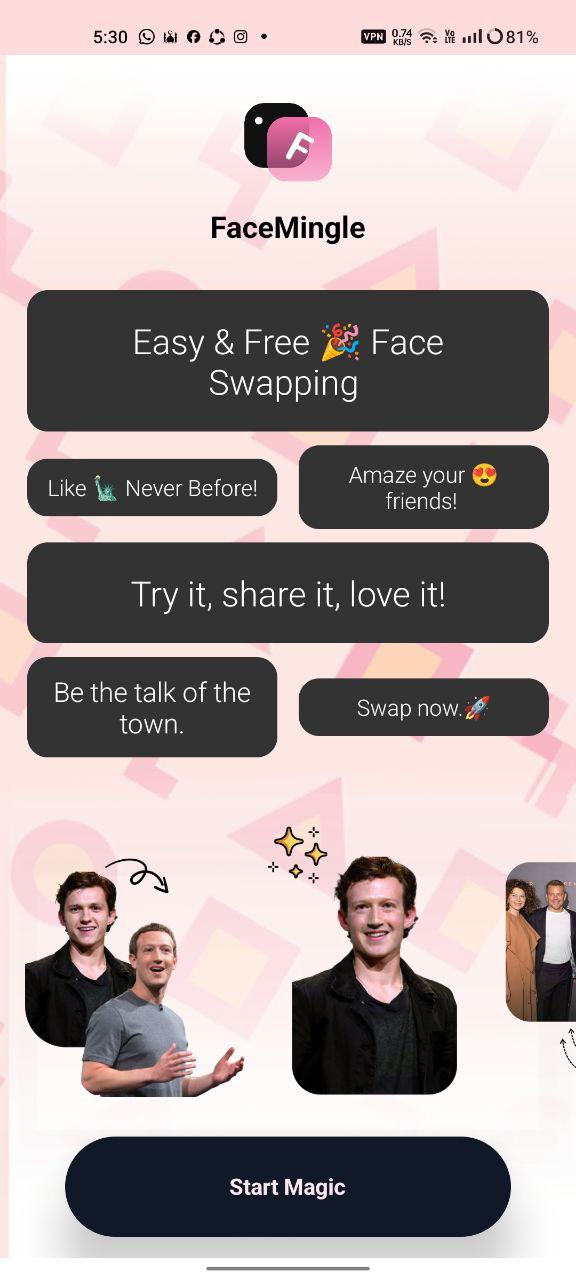 5:30 VPN 0.74 KB/S Vo LTE 81%
F
FaceMingle
Easy & Free 🎉 Face
Swapping
Like 🗽 Never Before!
Amaze your 😍
friends!
Try it, share it, love it!
Be the talk of the
town.
Swap now.🚀
Start Magic